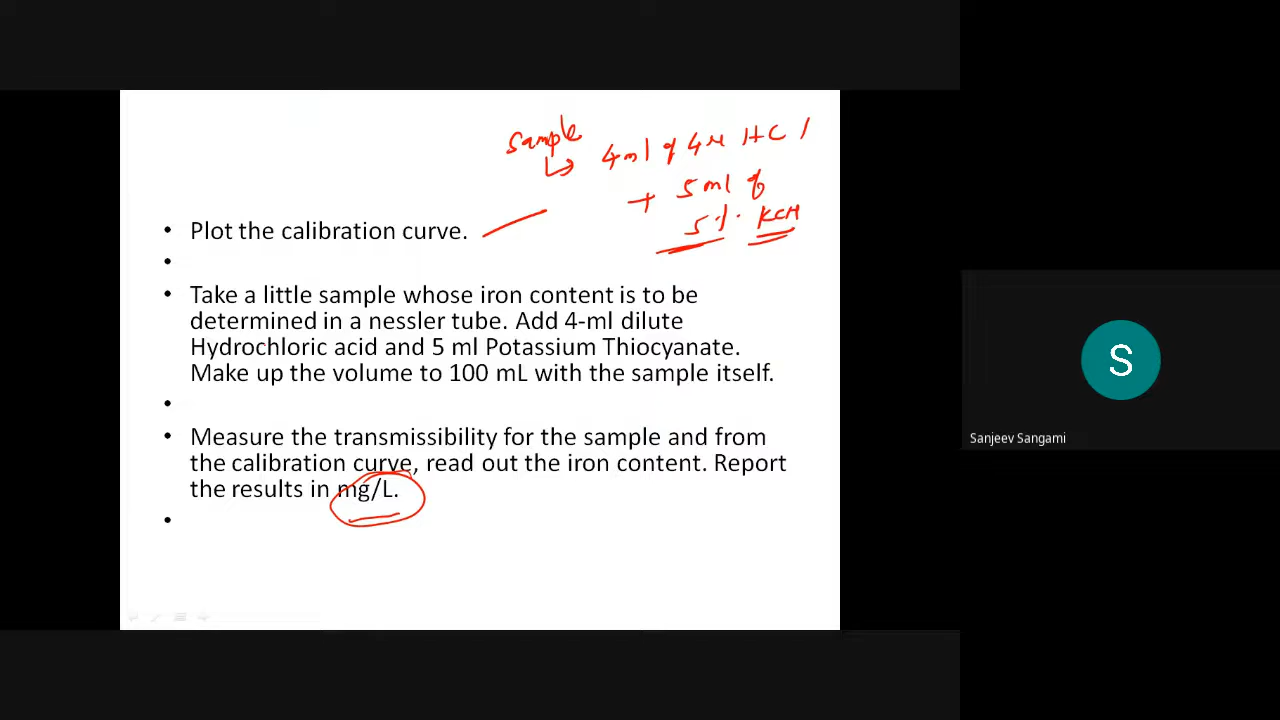 sample
4ml of 4M HCl
+ 5ml of
5%. KCN
• Plot the calibration curve.
•
• Take a little sample whose iron content is to be
determined in a nessler tube. Add 4-ml dilute
Hydrochloric acid and 5 ml Potassium Thiocyanate.
Make up the volume to 100 mL with the sample itself.
•
• Measure the transmissibility for the sample and from
the calibration curve, read out the iron content. Report
the results in mg/L.
•
S
Sanjeev Sangami